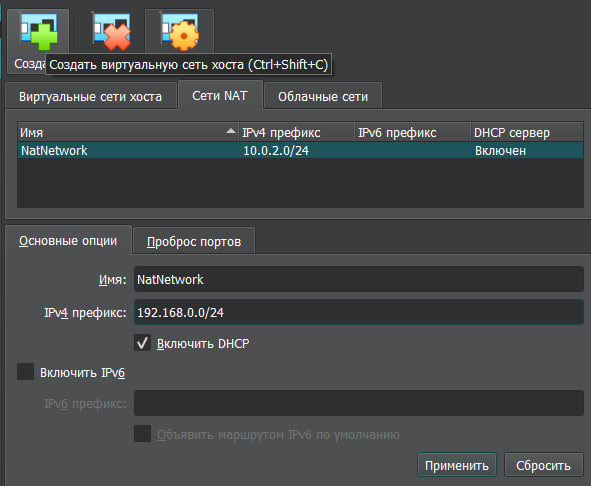 Созда
Создать виртуальную сеть хоста (Ctrl+Shift+C)
Виртуальные сети хоста Сети NAT Облачные сети
Имя IPv4 префикс IPv6 префикс DHCP сервер
NatNetwork 10.0.2.0/24 Включен
Основные опции Проброс портов
Имя: NatNetwork
IPv4 префикс: 192.168.0.0/24
Включить DHCP
Включить IPv6
IPv6 префикс:
Объявить маршрутом IPv6 по умолчанию
Применить Сбросить